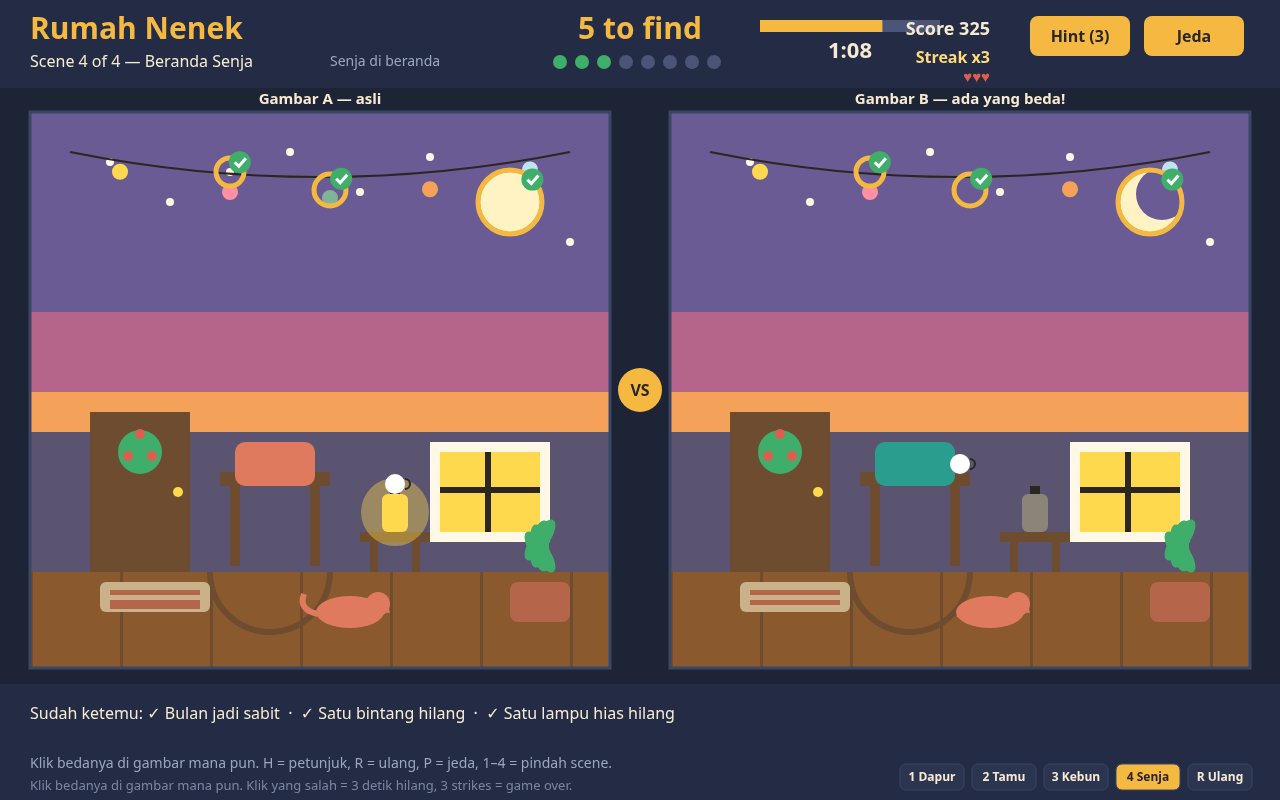 Rumah Nenek
Scene 4 of 4 — Beranda Senja
Senja di beranda
5 to find
1:08
Score 325
Streak x3
♥♥♥
Hint (3)
Jeda
Gambar A — asli
Gambar B — ada yang beda!
VS
Sudah ketemu: ✓ Bulan jadi sabit · ✓ Satu bintang hilang · ✓ Satu lampu hias hilang
Klik bedanya di gambar mana pun. H = petunjuk, R = ulang, P = jeda, 1–4 = pindah scene.
Klik bedanya di gambar mana pun. Klik yang salah = 3 detik hilang, 3 strikes = game over.
1 Dapur
2 Tamu
3 Kebun
4 Senja
R Ulang